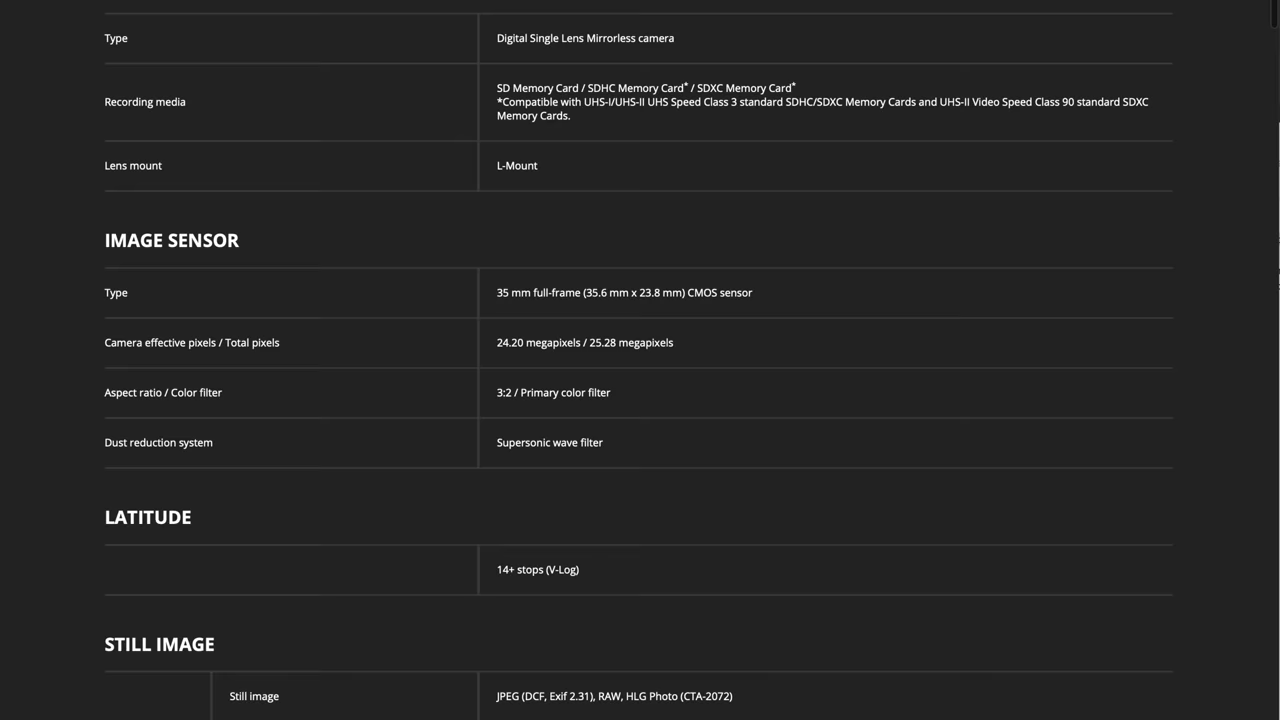 Type
Digital Single Lens Mirrorless camera
Recording media
SD Memory Card / SDHC Memory Card* / SDXC Memory Card*
*Compatible with UHS-I/UHS-II UHS Speed Class 3 standard SDHC/SDXC Memory Cards and UHS-II Video Speed Class 90 standard SDXC
Memory Cards.
Lens mount
L-Mount
IMAGE SENSOR
Type
35 mm full-frame (35.6 mm x 23.8 mm) CMOS sensor
Camera effective pixels / Total pixels
24.20 megapixels / 25.28 megapixels
Aspect ratio / Color filter
3:2 / Primary color filter
Dust reduction system
Supersonic wave filter
LATITUDE
14+ stops (V-Log)
STILL IMAGE
Still image
JPEG (DCF, Exif 2.31), RAW, HLG Photo (CTA-2072)